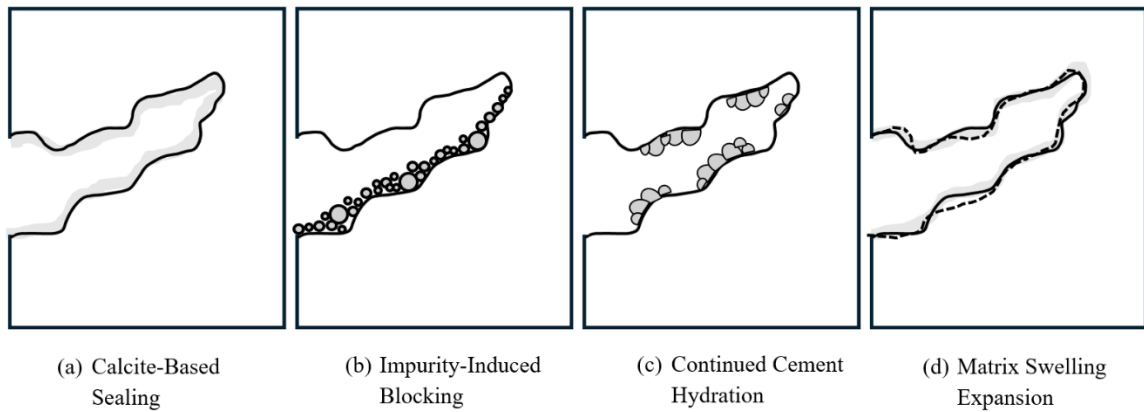 (a) Calcite-Based
Sealing
(b) Impurity-Induced
Blocking
(c) Continued Cement
Hydration
(d) Matrix Swelling
Expansion